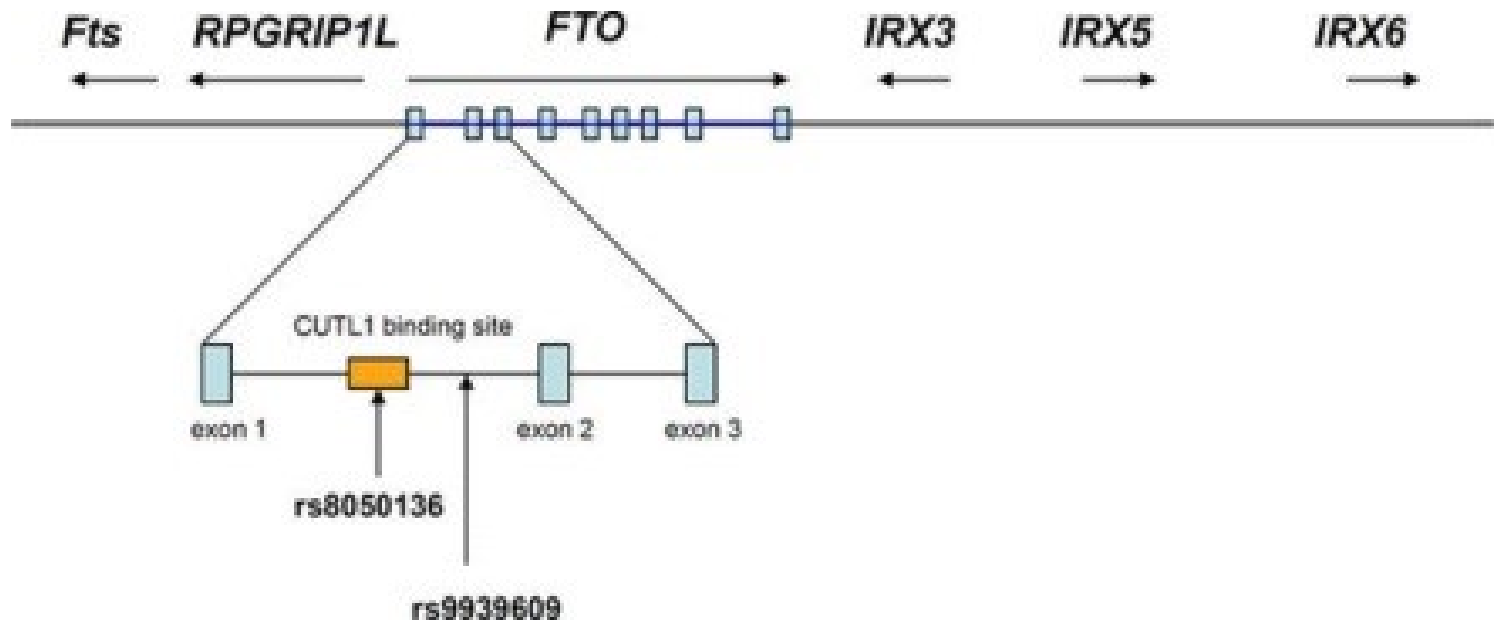 Fts RPGRIP1L FTO IRX3 IRX5 IRX6
CUTL1 binding site
exon 1 exon 2 exon 3
rs8050136
rs9939609